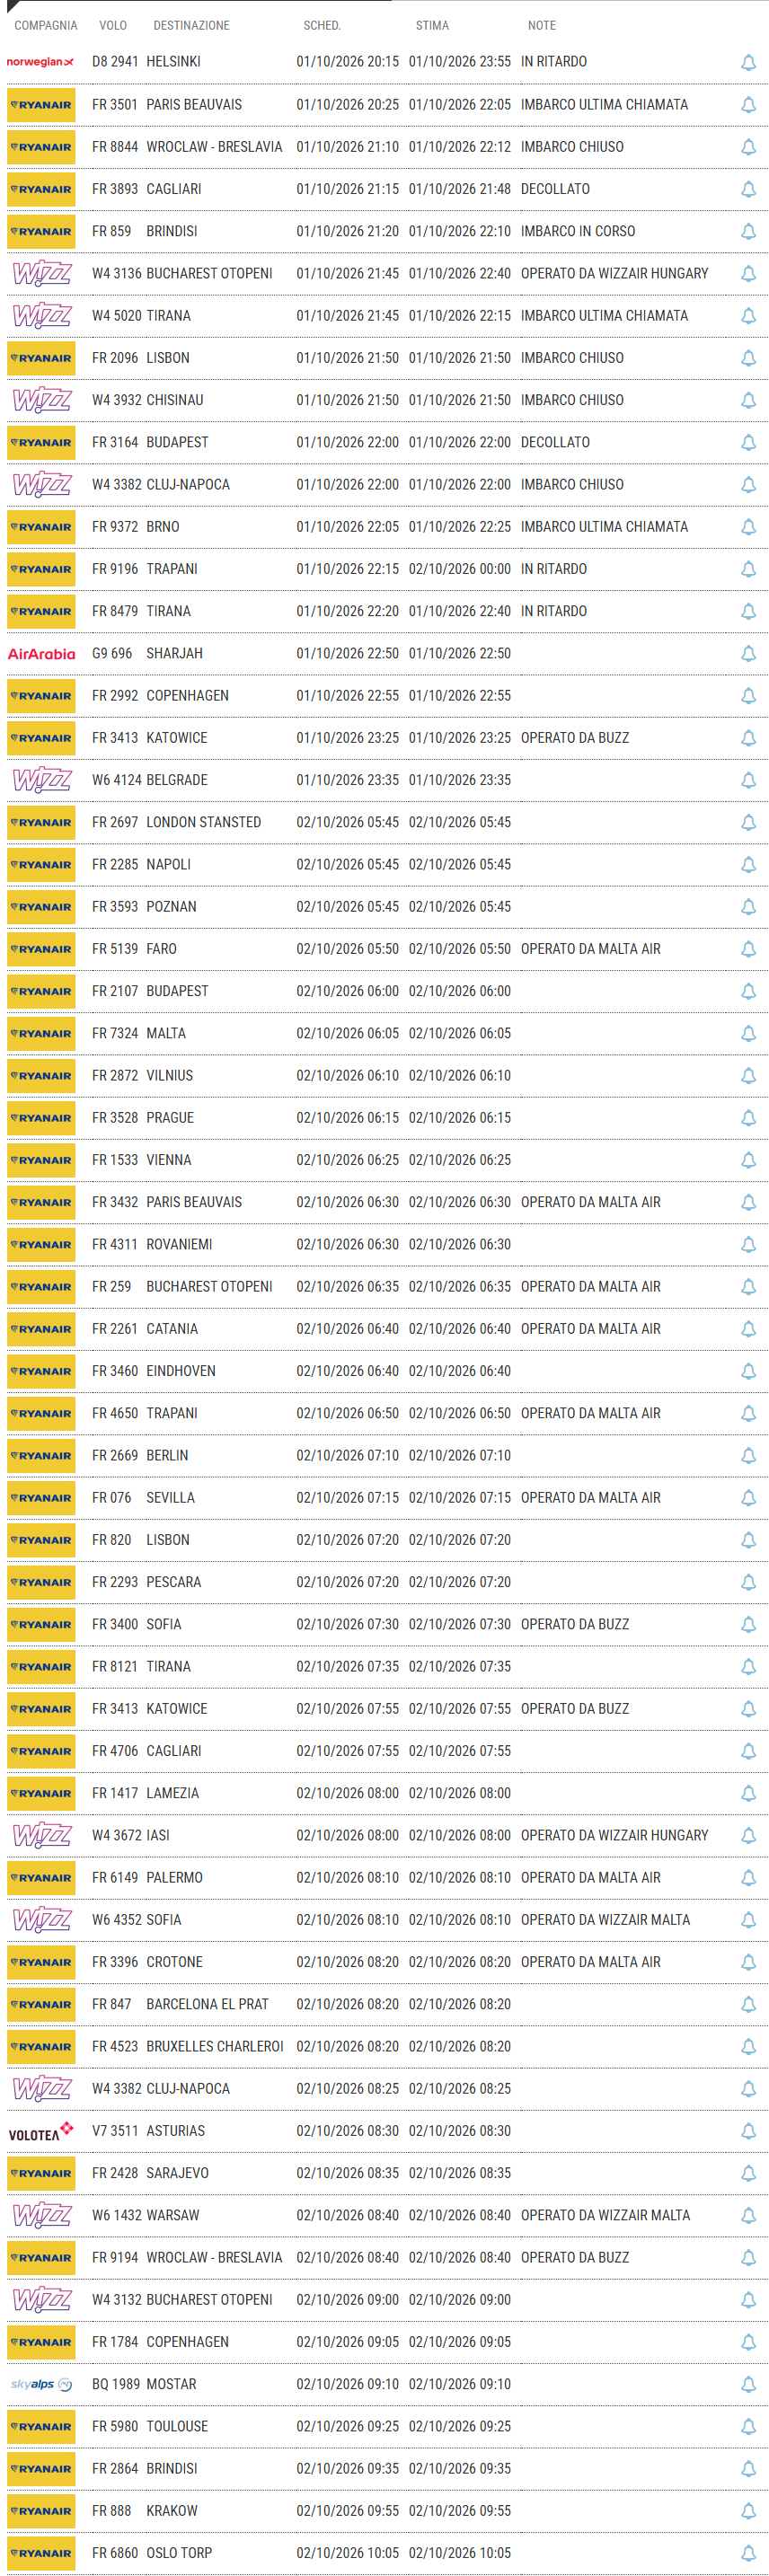 COMPAGNIA VOLO DESTINAZIONE SCHED. STIMA NOTE
norwegian D8 2941 HELSINKI 01/10/2026 20:15 01/10/2026 23:55 IN RITARDO
RYANAIR FR 3501 PARIS BEAUVAIS 01/10/2026 20:25 01/10/2026 22:05 IMBARCO ULTIMA CHIAMATA
RYANAIR FR 8844 WROCLAW - BRESLAVIA 01/10/2026 21:10 01/10/2026 22:12 IMBARCO CHIUSO
RYANAIR FR 3893 CAGLIARI 01/10/2026 21:15 01/10/2026 21:48 DECOLLATO
RYANAIR FR 859 BRINDISI 01/10/2026 21:20 01/10/2026 22:10 IMBARCO IN CORSO
WIZZ W4 3136 BUCHAREST OTOPENI 01/10/2026 21:45 01/10/2026 22:40 OPERATO DA WIZZAIR HUNGARY
WIZZ W4 5020 TIRANA 01/10/2026 21:45 01/10/2026 22:15 IMBARCO ULTIMA CHIAMATA
RYANAIR FR 2096 LISBON 01/10/2026 21:50 01/10/2026 21:50 IMBARCO CHIUSO
WIZZ W4 3932 CHISINAU 01/10/2026 21:50 01/10/2026 21:50 IMBARCO CHIUSO
RYANAIR FR 3164 BUDAPEST 01/10/2026 22:00 01/10/2026 22:00 DECOLLATO
WIZZ W4 3382 CLUJ-NAPOCA 01/10/2026 22:00 01/10/2026 22:00 IMBARCO CHIUSO
RYANAIR FR 9372 BRNO 01/10/2026 22:05 01/10/2026 22:25 IMBARCO ULTIMA CHIAMATA
RYANAIR FR 9196 TRAPANI 01/10/2026 22:15 02/10/2026 00:00 IN RITARDO
RYANAIR FR 8479 TIRANA 01/10/2026 22:20 01/10/2026 22:40 IN RITARDO
AirArabia G9 696 SHARJAH 01/10/2026 22:50 01/10/2026 22:50
RYANAIR FR 2992 COPENHAGEN 01/10/2026 22:55 01/10/2026 22:55
RYANAIR FR 3413 KATOWICE 01/10/2026 23:25 01/10/2026 23:25 OPERATO DA BUZZ
WIZZ W6 4124 BELGRADE 01/10/2026 23:35 01/10/2026 23:35
RYANAIR FR 2697 LONDON STANSTED 02/10/2026 05:45 02/10/2026 05:45
RYANAIR FR 2285 NAPOLI 02/10/2026 05:45 02/10/2026 05:45
RYANAIR FR 3593 POZNAN 02/10/2026 05:45 02/10/2026 05:45
RYANAIR FR 5139 FARO 02/10/2026 05:50 02/10/2026 05:50 OPERATO DA MALTA AIR
RYANAIR FR 2107 BUDAPEST 02/10/2026 06:00 02/10/2026 06:00
RYANAIR FR 7324 MALTA 02/10/2026 06:05 02/10/2026 06:05
RYANAIR FR 2872 VILNIUS 02/10/2026 06:10 02/10/2026 06:10
RYANAIR FR 3528 PRAGUE 02/10/2026 06:15 02/10/2026 06:15
RYANAIR FR 1533 VIENNA 02/10/2026 06:25 02/10/2026 06:25
RYANAIR FR 3432 PARIS BEAUVAIS 02/10/2026 06:30 02/10/2026 06:30 OPERATO DA MALTA AIR
RYANAIR FR 4311 ROVANIEMI 02/10/2026 06:30 02/10/2026 06:30
RYANAIR FR 259 BUCHAREST OTOPENI 02/10/2026 06:35 02/10/2026 06:35 OPERATO DA MALTA AIR
RYANAIR FR 2261 CATANIA 02/10/2026 06:40 02/10/2026 06:40 OPERATO DA MALTA AIR
RYANAIR FR 3460 EINDHOVEN 02/10/2026 06:40 02/10/2026 06:40
RYANAIR FR 4650 TRAPANI 02/10/2026 06:50 02/10/2026 06:50 OPERATO DA MALTA AIR
RYANAIR FR 2669 BERLIN 02/10/2026 07:10 02/10/2026 07:10
RYANAIR FR 076 SEVILLA 02/10/2026 07:15 02/10/2026 07:15 OPERATO DA MALTA AIR
RYANAIR FR 820 LISBON 02/10/2026 07:20 02/10/2026 07:20
RYANAIR FR 2293 PESCARA 02/10/2026 07:20 02/10/2026 07:20
RYANAIR FR 3400 SOFIA 02/10/2026 07:30 02/10/2026 07:30 OPERATO DA BUZZ
RYANAIR FR 8121 TIRANA 02/10/2026 07:35 02/10/2026 07:35
RYANAIR FR 3413 KATOWICE 02/10/2026 07:55 02/10/2026 07:55 OPERATO DA BUZZ
RYANAIR FR 4706 CAGLIARI 02/10/2026 07:55 02/10/2026 07:55
RYANAIR FR 1417 LAMEZIA 02/10/2026 08:00 02/10/2026 08:00
WIZZ W4 3672 IASI 02/10/2026 08:00 02/10/2026 08:00 OPERATO DA WIZZAIR HUNGARY
RYANAIR FR 6149 PALERMO 02/10/2026 08:10 02/10/2026 08:10 OPERATO DA MALTA AIR
WIZZ W6 4352 SOFIA 02/10/2026 08:10 02/10/2026 08:10 OPERATO DA WIZZAIR MALTA
RYANAIR FR 3396 CROTONE 02/10/2026 08:20 02/10/2026 08:20 OPERATO DA MALTA AIR
RYANAIR FR 847 BARCELONA EL PRAT 02/10/2026 08:20 02/10/2026 08:20
RYANAIR FR 4523 BRUXELLES CHARLEROI 02/10/2026 08:20 02/10/2026 08:20
WIZZ W4 3382 CLUJ-NAPOCA 02/10/2026 08:25 02/10/2026 08:25
VOLOTEA V7 3511 ASTURIAS 02/10/2026 08:30 02/10/2026 08:30
RYANAIR FR 2428 SARAJEVO 02/10/2026 08:35 02/10/2026 08:35
WIZZ W6 1432 WARSAW 02/10/2026 08:40 02/10/2026 08:40 OPERATO DA WIZZAIR MALTA
RYANAIR FR 9194 WROCLAW - BRESLAVIA 02/10/2026 08:40 02/10/2026 08:40 OPERATO DA BUZZ
WIZZ W4 3132 BUCHAREST OTOPENI 02/10/2026 09:00 02/10/2026 09:00
RYANAIR FR 1784 COPENHAGEN 02/10/2026 09:05 02/10/2026 09:05
skyalps BQ 1989 MOSTAR 02/10/2026 09:10 02/10/2026 09:10
RYANAIR FR 5980 TOULOUSE 02/10/2026 09:25 02/10/2026 09:25
RYANAIR FR 2864 BRINDISI 02/10/2026 09:35 02/10/2026 09:35
RYANAIR FR 888 KRAKOW 02/10/2026 09:55 02/10/2026 09:55
RYANAIR FR 6860 OSLO TORP 02/10/2026 10:05 02/10/2026 10:05